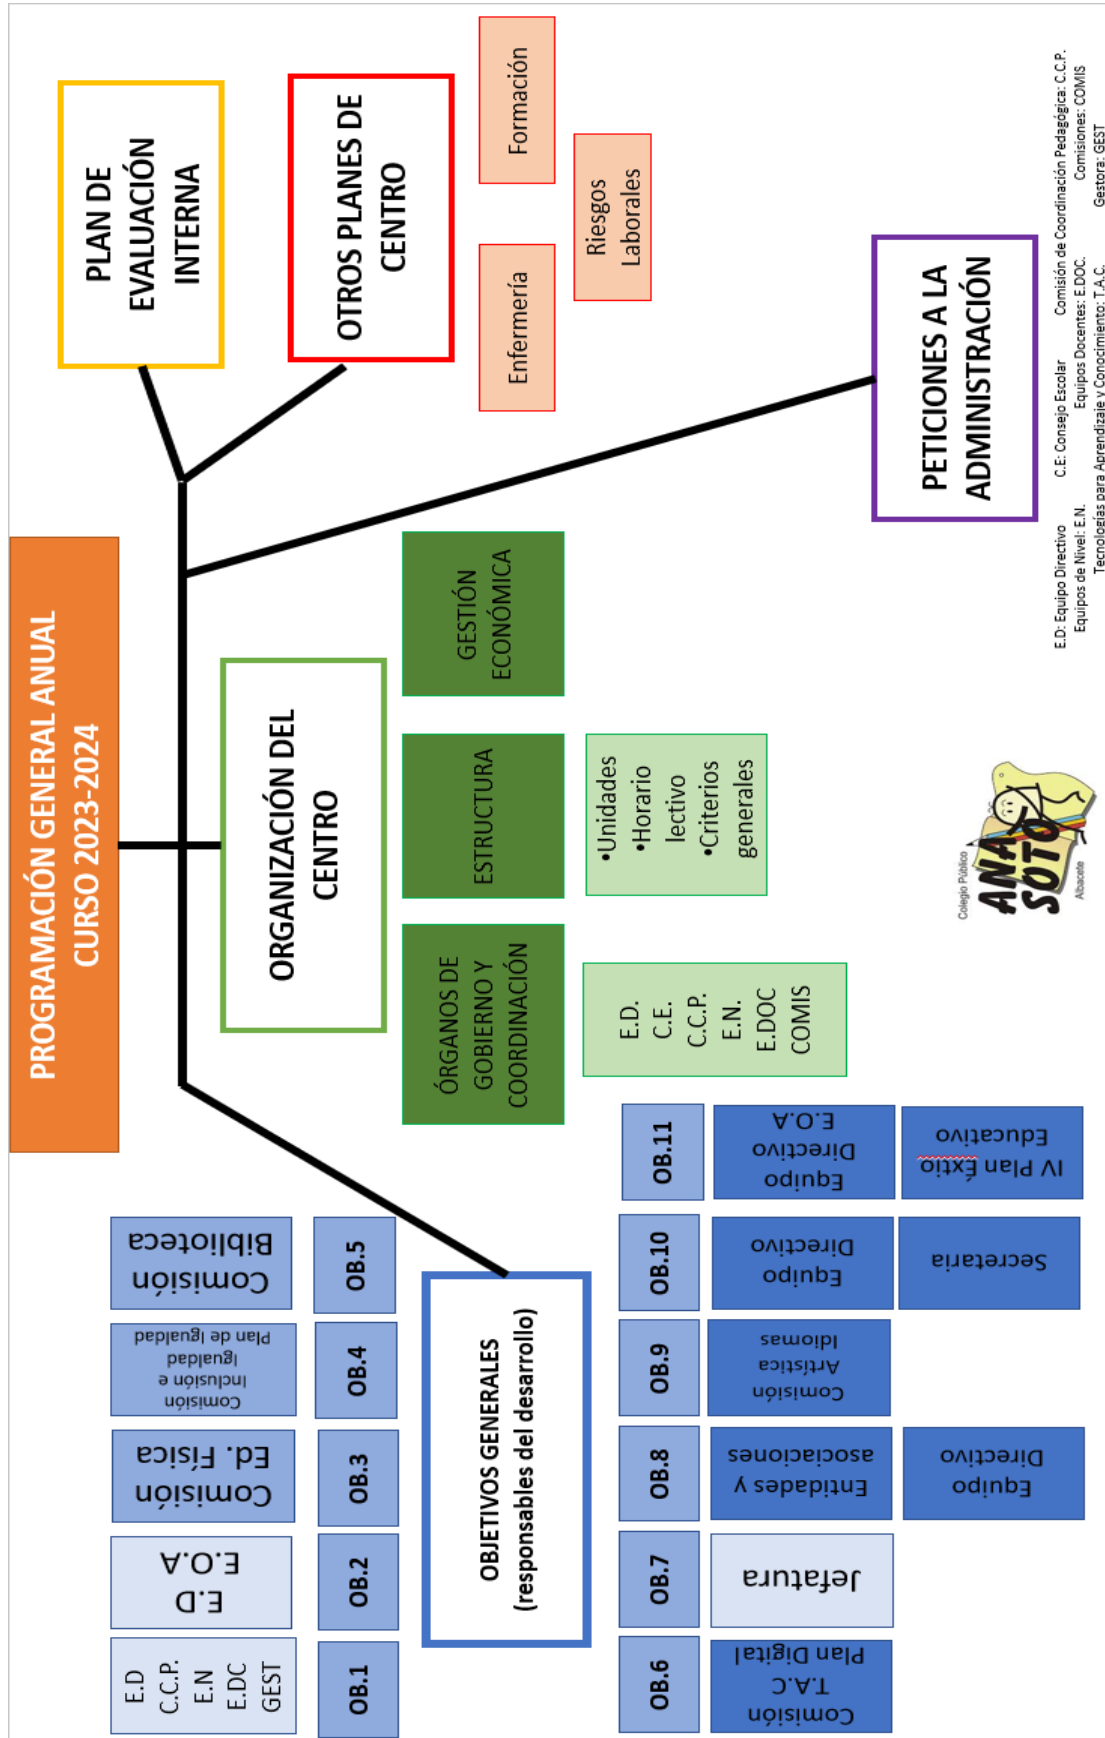 PROGRAMACIÓN GENERAL ANUAL
CURSO 2023-2024
E.D
C.C.P.
E.N
E.DC
GEST
E.D
E.O.A
Comisión
Ed. Física
Comisión
Inclusión e
Igualdad
Plan de Igualdad
Comisión
Biblioteca
OB.1
OB.2
OB.3
OB.4
OB.5
OBJETIVOS GENERALES
(responsables del desarrollo)
OB.6
OB.7
OB.8
OB.9
OB.10
OB.11
Comisión
T.A.C
Plan Digital
Jefatura
Entidades y
asociaciones
Comisión
Artística
Idiomas
Equipo
Directivo
Equipo
Directivo
E.O.A
Equipo
Directivo
Secretaria
IV Plan Éxtio
Educativo
ORGANIZACIÓN DEL
CENTRO
ÓRGANOS DE
GOBIERNO Y
COORDINACIÓN
ESTRUCTURA
GESTIÓN
ECONÓMICA
E.D.
C.E.
C.C.P.
E.N.
E.DOC
COMIS
•Unidades
•Horario
lectivo
•Criterios
generales
PLAN DE
EVALUACIÓN
INTERNA
OTROS PLANES DE
CENTRO
Enfermería
Formación
Riesgos
Laborales
PETICIONES A LA
ADMINISTRACIÓN
Colegio Público
ANA
SOTO
Albacete
E.D: Equipo Directivo C.E: Consejo Escolar Comisión de Coordinación Pedagógica: C.C.P.
Equipos de Nivel: E.N. Equipos Docentes: E.DOC. Comisiones: COMIS
Tecnologías para Aprendizaje y Conocimiento: T.A.C. Gestora: GEST